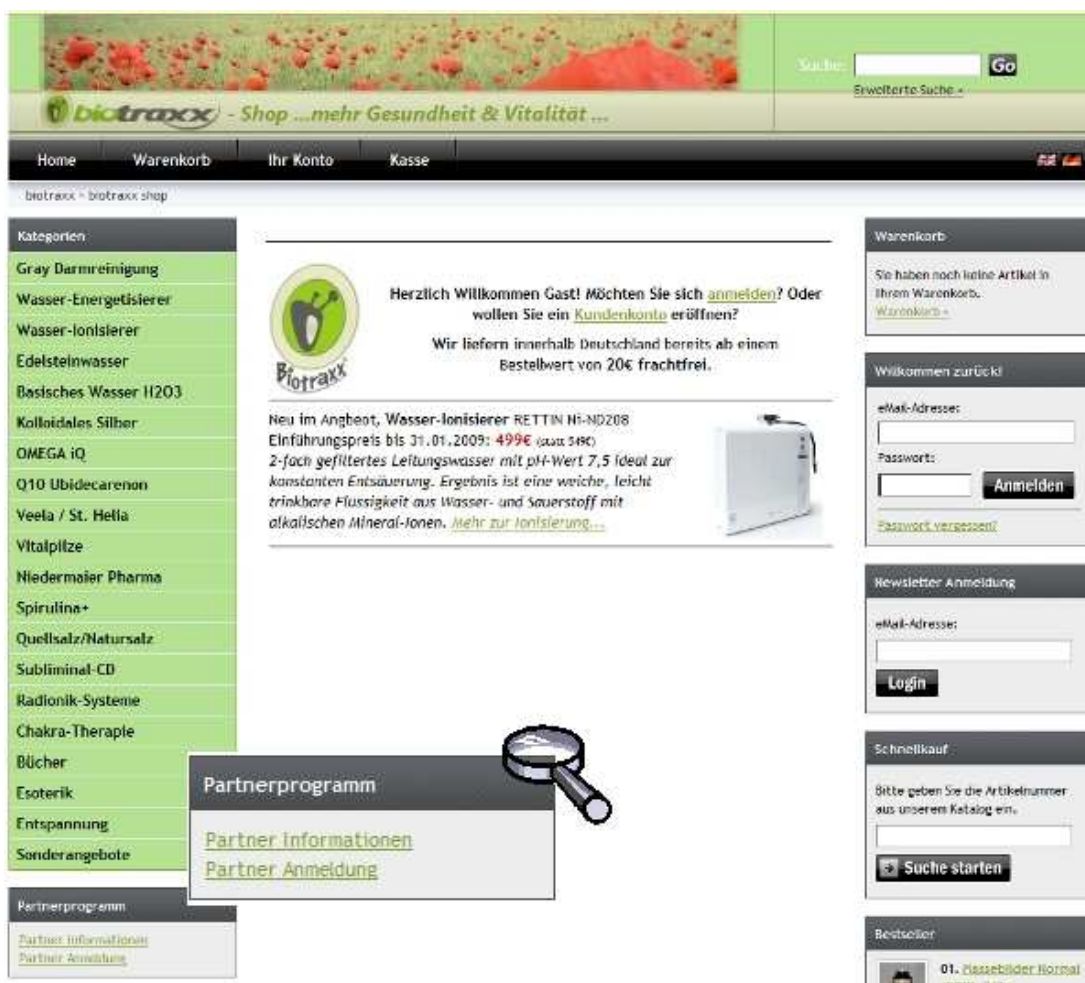 Suche:
Go
Erweiterte Suche »
biotraxx - Shop ...mehr Gesundheit & Vitalität ...
Home Warenkorb Ihr Konto Kasse
biotraxx » biotraxx shop
Kategorien
Gray Darmreinigung
Wasser-Energetisierer
Wasser-Ionisierer
Edelsteinwasser
Basisches Wasser H2O3
Kolloidales Silber
OMEGA iQ
Q10 Ubidecarenon
Veela / St. Helia
Vitalpilze
Niedermaier Pharma
Spirulina+
Quellsalz/Natursalz
Subliminal-CD
Radionik-Systeme
Chakra-Therapie
Bücher
Esoterik
Entspannung
Sonderangebote
Partnerprogramm
Partner Informationen
Partner Anmeldung
Biotraxx
Herzlich Willkommen Gast! Möchten Sie sich anmelden? Oder
wollen Sie ein Kundenkonto eröffnen?
Wir liefern innerhalb Deutschland bereits ab einem
Bestellwert von 20€ frachtfrei.
Neu im Angbeot, Wasser-Ionisierer RETTIN NI-ND208
Einführungspreis bis 31.01.2009: 499€ (statt 549€)
2-fach gefiltertes Leitungswasser mit pH-Wert 7,5 ideal zur
konstanten Entsäuerung. Ergebnis ist eine weiche, leicht
trinkbare Flüssigkeit aus Wasser- und Sauerstoff mit
alkalischen Mineral-Ionen. Mehr zur Ionisierung...
Partnerprogramm
Partner Informationen
Partner Anmeldung
Warenkorb
Sie haben noch keine Artikel in
Ihrem Warenkorb.
Warenkorb »
Willkommen zurück!
eMail-Adresse:
Passwort:
Anmelden
Passwort vergessen?
Newsletter Anmeldung
eMail-Adresse:
Login
Schnellkauf
Bitte geben Sie die Artikelnummer
aus unserem Katalog ein.
Suche starten
Bestseller
01. Plassebilder Normal